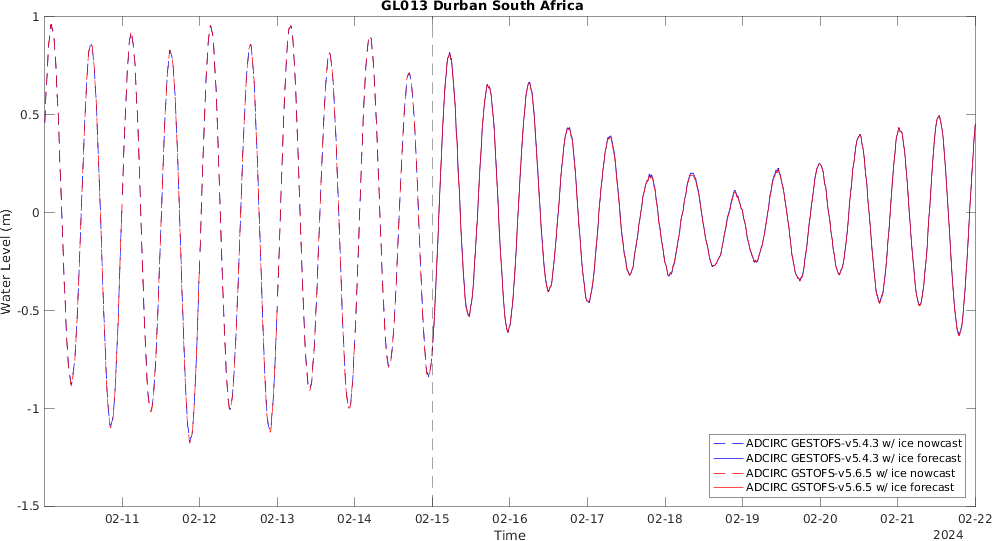 GL013 Durban South Africa
Water Level (m)
1
0.5
0
-0.5
-1
-1.5
02-11
02-12
02-13
02-14
02-15
02-16
02-17
02-18
02-19
02-20
02-21
02-22
Time
2024
ADCIRC GESTOFS-v5.4.3 w/ ice nowcast
ADCIRC GESTOFS-v5.4.3 w/ ice forecast
ADCIRC GSTOFS-v5.6.5 w/ ice nowcast
ADCIRC GSTOFS-v5.6.5 w/ ice forecast